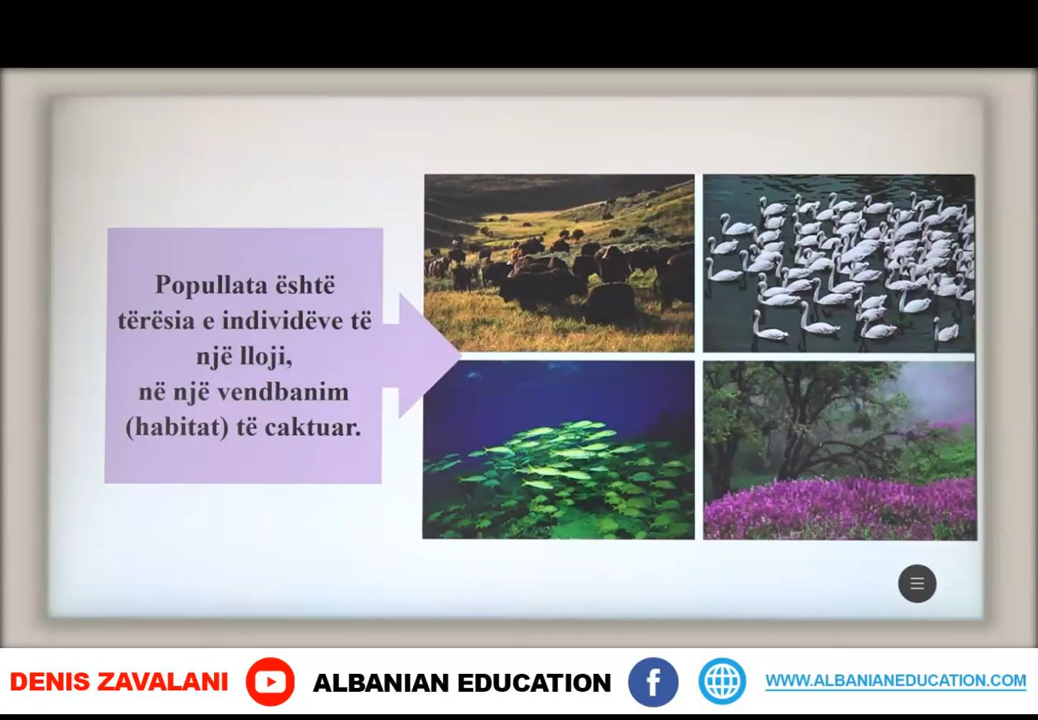 Popullata është
tërësia e individëve të
një lloji,
në një vendbanim
(habitat) të caktuar.
DENIS ZAVALANI
ALBANIAN EDUCATION
WWW.ALBANIANEDUCATION.COM